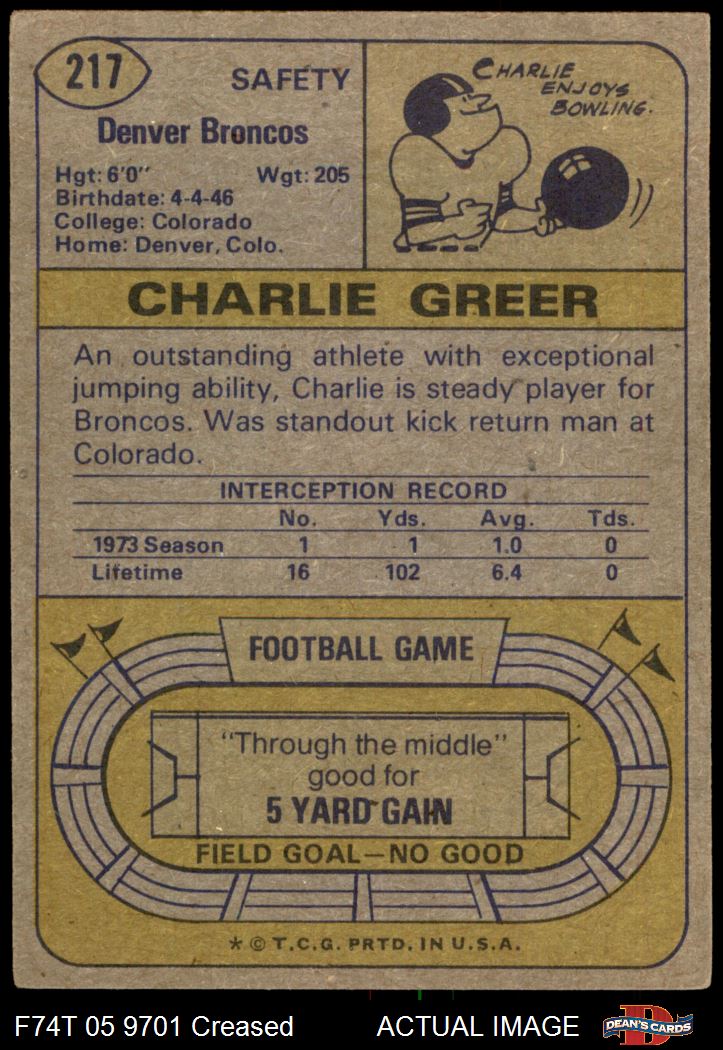 217
SAFETY
Denver Broncos
Hgt: 6'0" Wgt: 205
Birthdate: 4-4-46
College: Colorado
Home: Denver, Colo.
CHARLIE
ENJOYS
BOWLING.
CHARLIE GREER
An outstanding athlete with exceptional
jumping ability, Charlie is steady player for
Broncos. Was standout kick return man at
Colorado.
INTERCEPTION RECORD
No. Yds. Avg. Tds.
1973 Season 1 1 1.0 0
Lifetime 16 102 6.4 0
FOOTBALL GAME
"Through the middle"
good for
5 YARD GAIN
FIELD GOAL—NO GOOD
* © T.C.G. PRTD. IN U.S.A.
F74T 05 9701 Creased ACTUAL IMAGE
D
DEAN'S CARDS